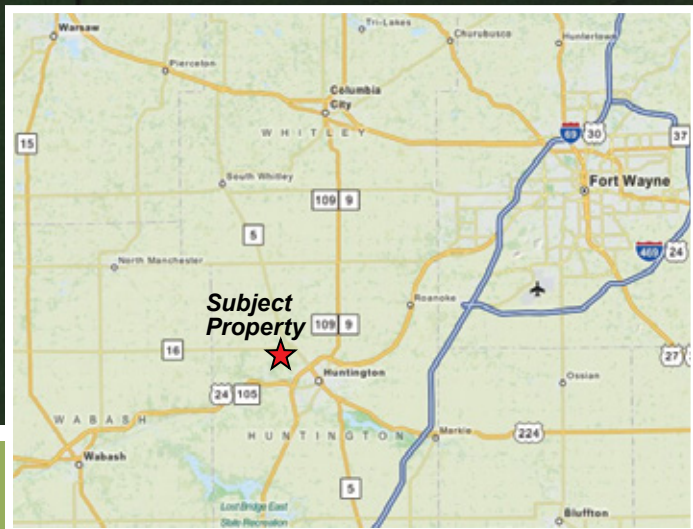 Warsaw
Tri-Lakes
Churubusco
Huntertown
Pierceton
Columbia
City
WHITLEY
15
69
30
37
South Whitley
Fort Wayne
109 9
5
469
24
North Manchester
Roanoke
Subject
Property
109 9
16
27
Huntington
Ossian
24 105
WABASH
HUNTINGTON
Markle
224
Wabash
5
Lost Bridge East
State Recreation
Bluffton